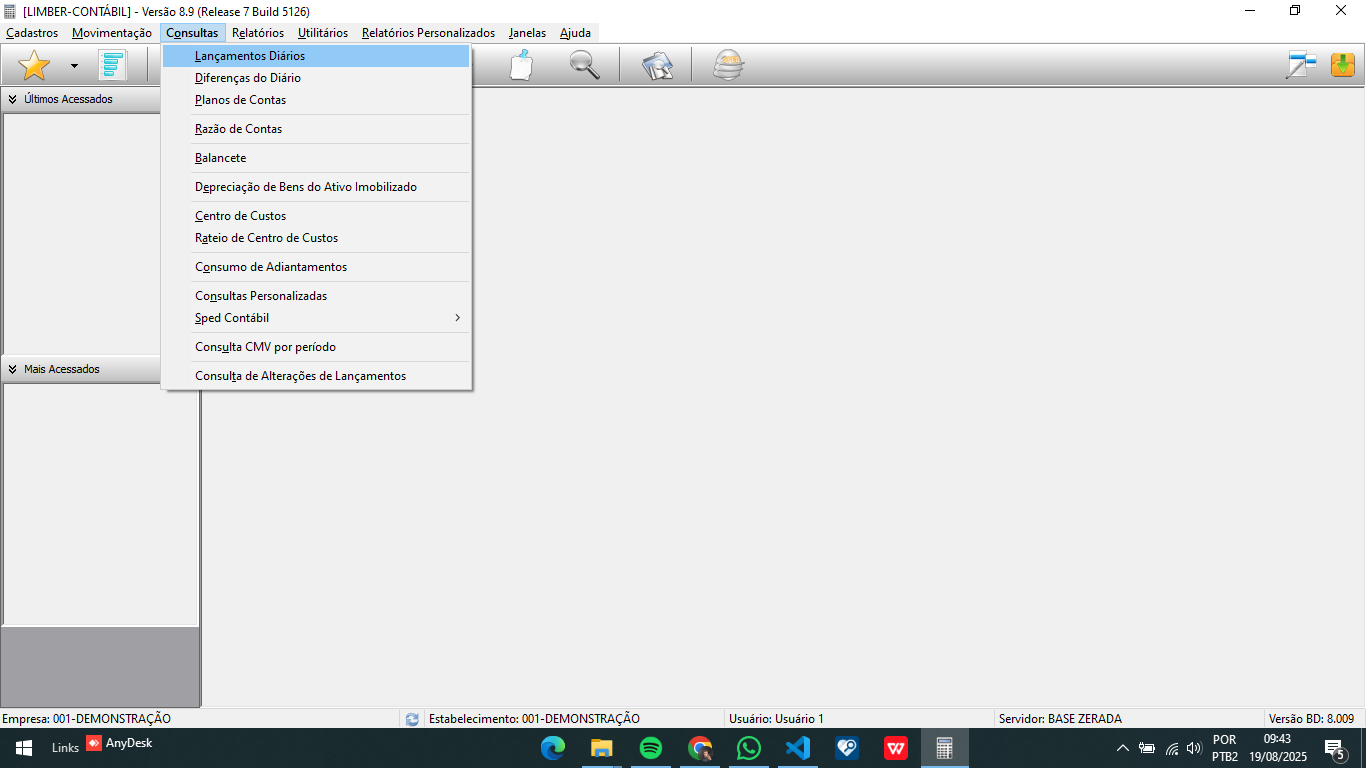 [LIMBER-CONTÁBIL] - Versão 8.9 (Release 7 Build 5126)
Cadastros Movimentação Consultas Relatórios Utilitários Relatórios Personalizados Janelas Ajuda
Lançamentos Diários
Diferenças do Diário
Planos de Contas
Razão de Contas
Balancete
Depreciação de Bens do Ativo Imobilizado
Centro de Custos
Rateio de Centro de Custos
Consumo de Adiantamentos
Consultas Personalizadas
Sped Contábil
Consulta CMV por período
Consulta de Alterações de Lançamentos
Últimos Acessados
Mais Acessados
Empresa: 001-DEMONSTRAÇÃO Estabelecimento: 001-DEMONSTRAÇÃO Usuário: Usuário 1 Servidor: BASE ZERADA Versão BD: 8.009
Links AnyDesk
W
POR
PTB2
09:43
19/08/2025
5